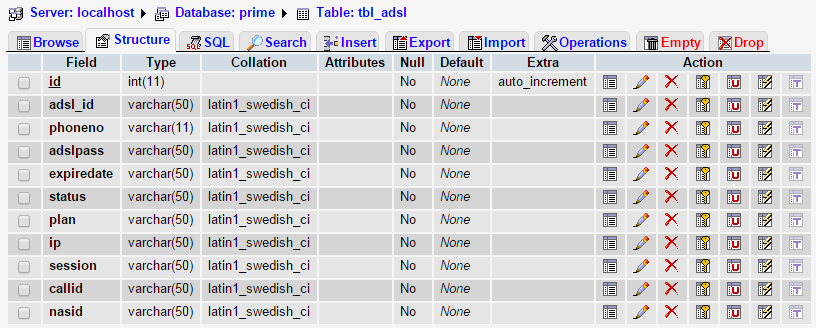 Server: localhost Database: prime Table: tbl_adsl
Browse Structure SQL Search Insert Export Import Operations Empty Drop
Field Type Collation Attributes Null Default Extra Action
id int(11) No None auto_increment
adsl_id varchar(50) latin1_swedish_ci No None
phoneno varchar(11) latin1_swedish_ci No None
adslpass varchar(50) latin1_swedish_ci No None
expiredate varchar(50) latin1_swedish_ci No None
status varchar(50) latin1_swedish_ci No None
plan varchar(50) latin1_swedish_ci No None
ip varchar(50) latin1_swedish_ci No None
session varchar(50) latin1_swedish_ci No None
callid varchar(50) latin1_swedish_ci No None
nasid varchar(50) latin1_swedish_ci No None